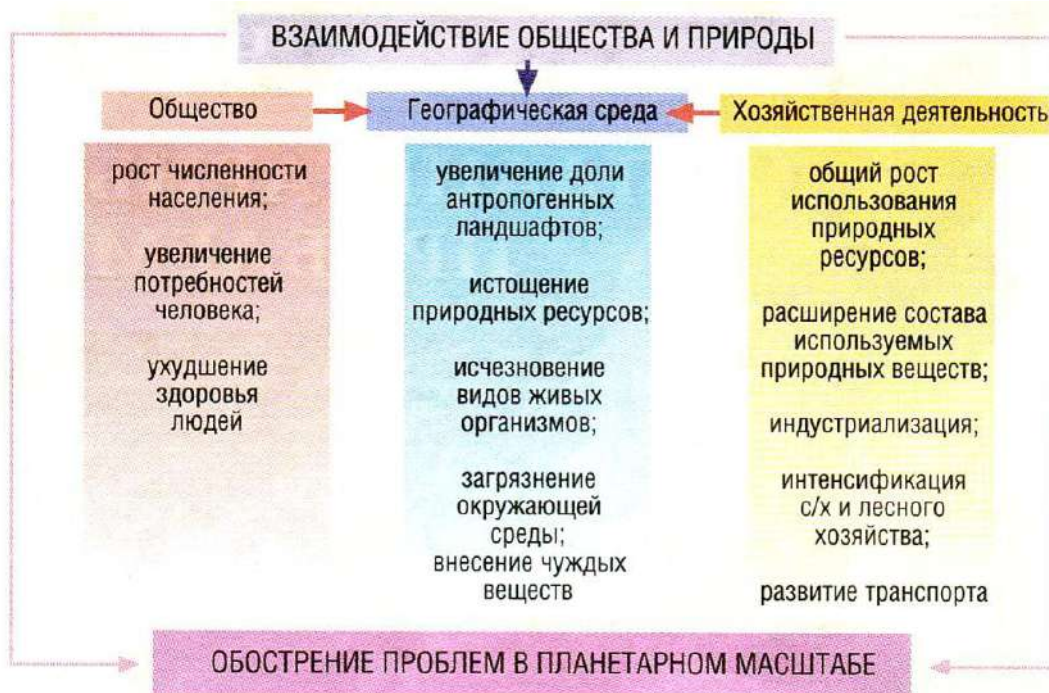 ВЗАИМОДЕЙСТВИЕ ОБЩЕСТВА И ПРИРОДЫ
Общество
рост численности
населения;
увеличение
потребностей
человека;
ухудшение
здоровья
людей
Географическая среда
увеличение доли
антропогенных
ландшафтов;
истощение
природных ресурсов;
исчезновение
видов живых
организмов;
загрязнение
окружающей
среды;
внесение чуждых
веществ
Хозяйственная деятельность
общий рост
использования
природных
ресурсов;
расширение состава
используемых
природных веществ;
индустриализация;
интенсификация
с/х и лесного
хозяйства;
развитие транспорта
ОБОСТРЕНИЕ ПРОБЛЕМ В ПЛАНЕТАРНОМ МАСШТАБЕ